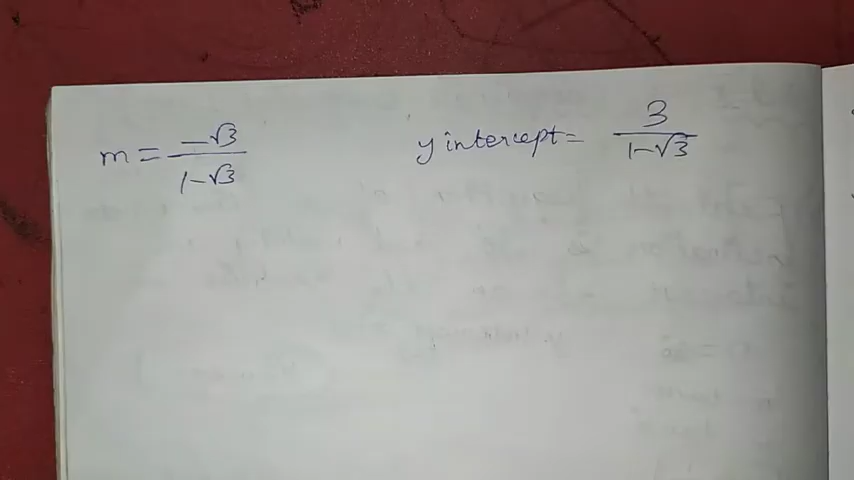 m = -√3 / 1-√3
y intercept = 3 / 1-√3